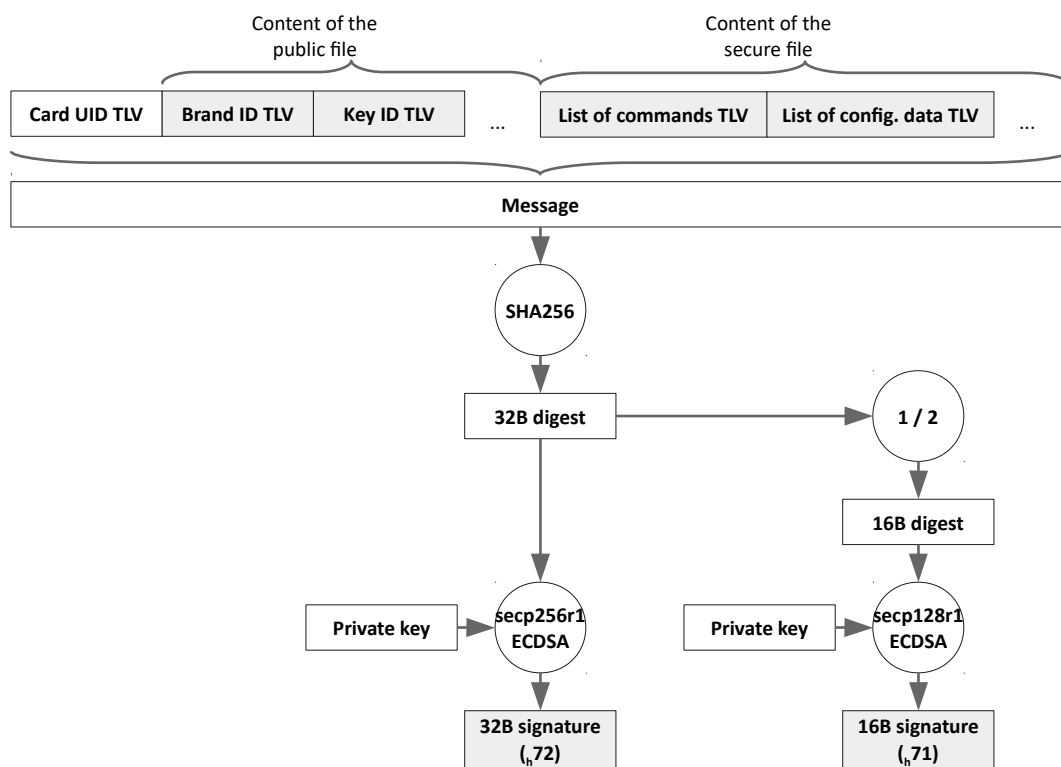 Content of the
public file
Content of the
secure file
Card UID TLV
Brand ID TLV
Key ID TLV
...
List of commands TLV
List of config. data TLV
...
Message
SHA256
32B digest
1 / 2
16B digest
Private key
secp256r1
ECDSA
Private key
secp128r1
ECDSA
32B signature
(h72)
16B signature
(h71)